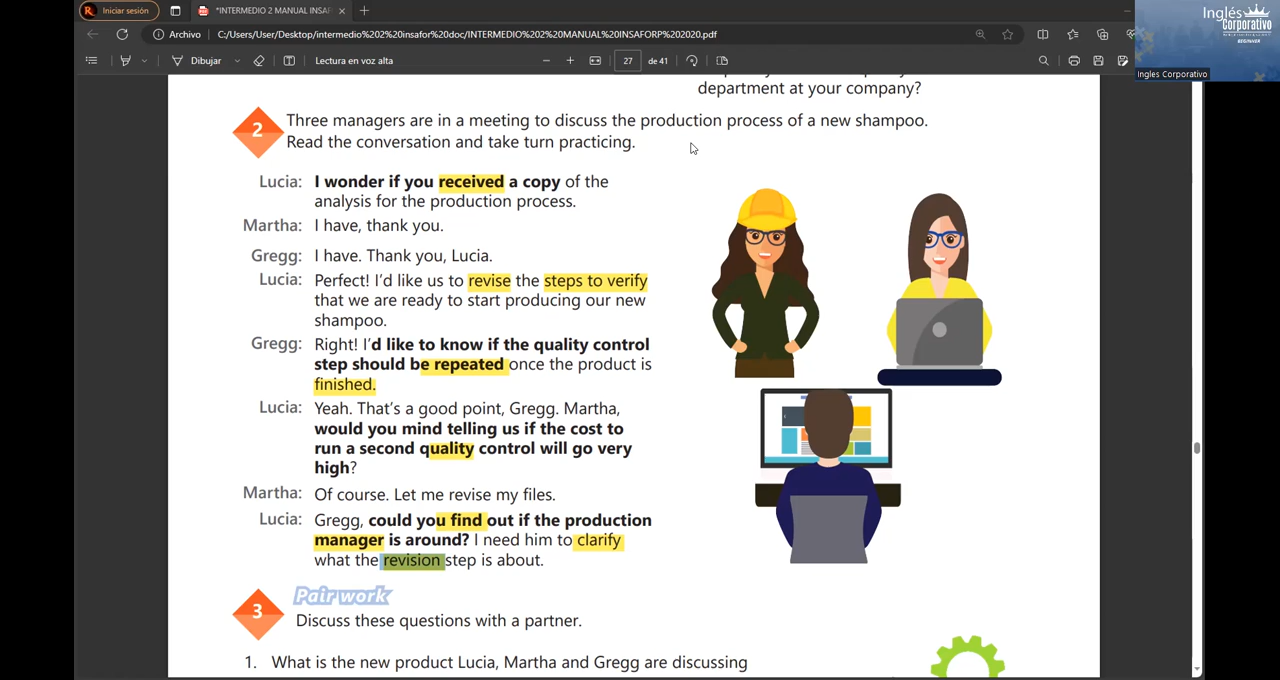 Iniciar sesión
*INTERMEDIO 2 MANUAL INSAF
Archivo
C:/Users/User/Desktop/intermedio%202%20insafor%20doc/INTERMEDIO%202%20MANUAL%20INSAFORP%202020.pdf
Inglés
Corporativo
BEGINNER
Ingles Corporativo
Dibujar
Lectura en voz alta
27
de 41
department at your company?
2
Three managers are in a meeting to discuss the production process of a new shampoo.
Read the conversation and take turn practicing.
Lucia: I wonder if you received a copy of the
analysis for the production process.
Martha: I have, thank you.
Gregg: I have. Thank you, Lucia.
Lucia: Perfect! I'd like us to revise the steps to verify
that we are ready to start producing our new
shampoo.
Gregg: Right! I'd like to know if the quality control
step should be repeated once the product is
finished.
Lucia: Yeah. That's a good point, Gregg. Martha,
would you mind telling us if the cost to
run a second quality control will go very
high?
Martha: Of course. Let me revise my files.
Lucia: Gregg, could you find out if the production
manager is around? I need him to clarify
what the revision step is about.
3
Pair work
Discuss these questions with a partner.
1. What is the new product Lucia, Martha and Gregg are discussing